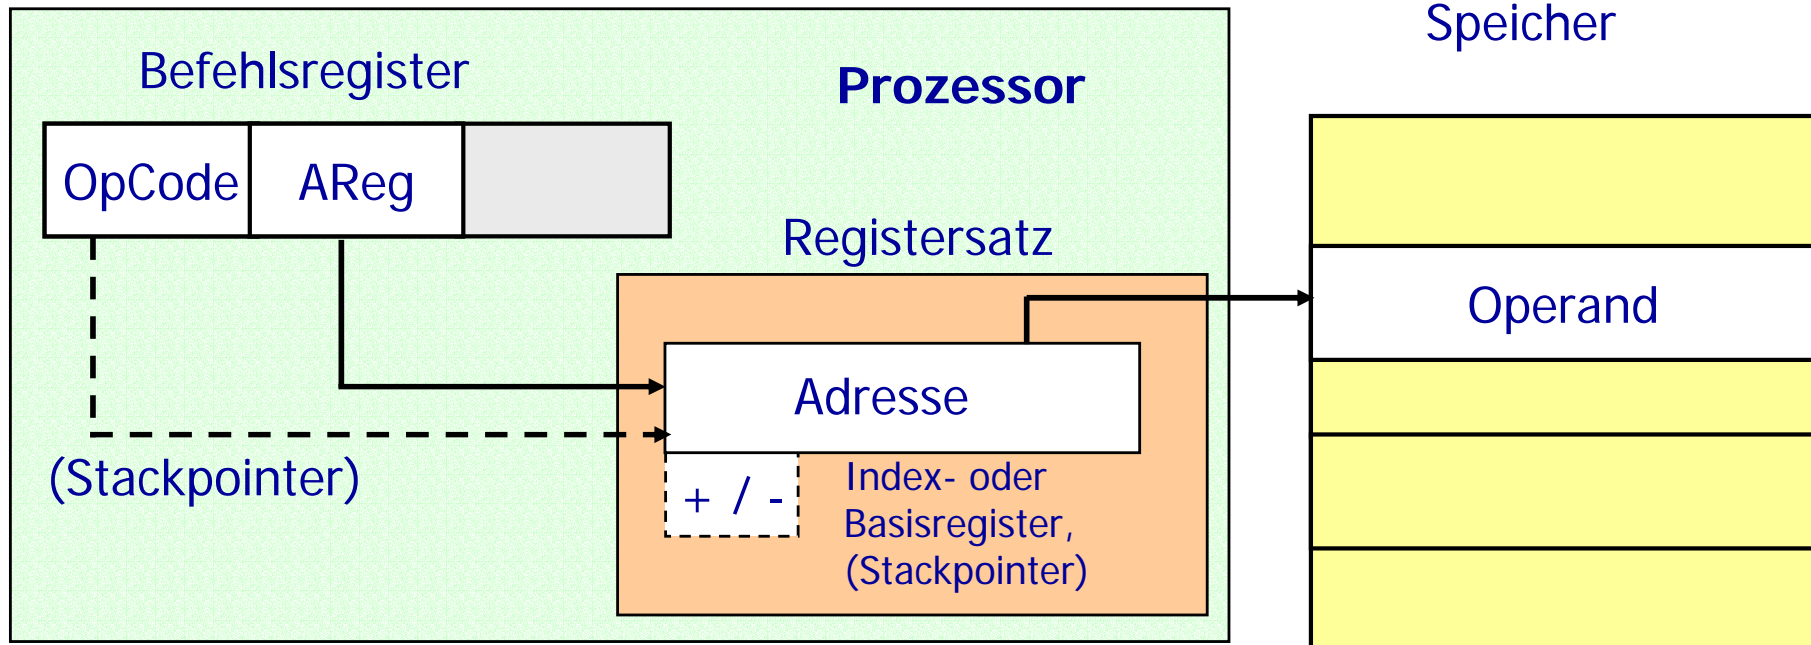 Speicher
Befehlsregister
Prozessor
OpCode
AReg
Registersatz
Operand
Adresse
(Stackpointer)
+ / -
Index- oder
Basisregister,
(Stackpointer)